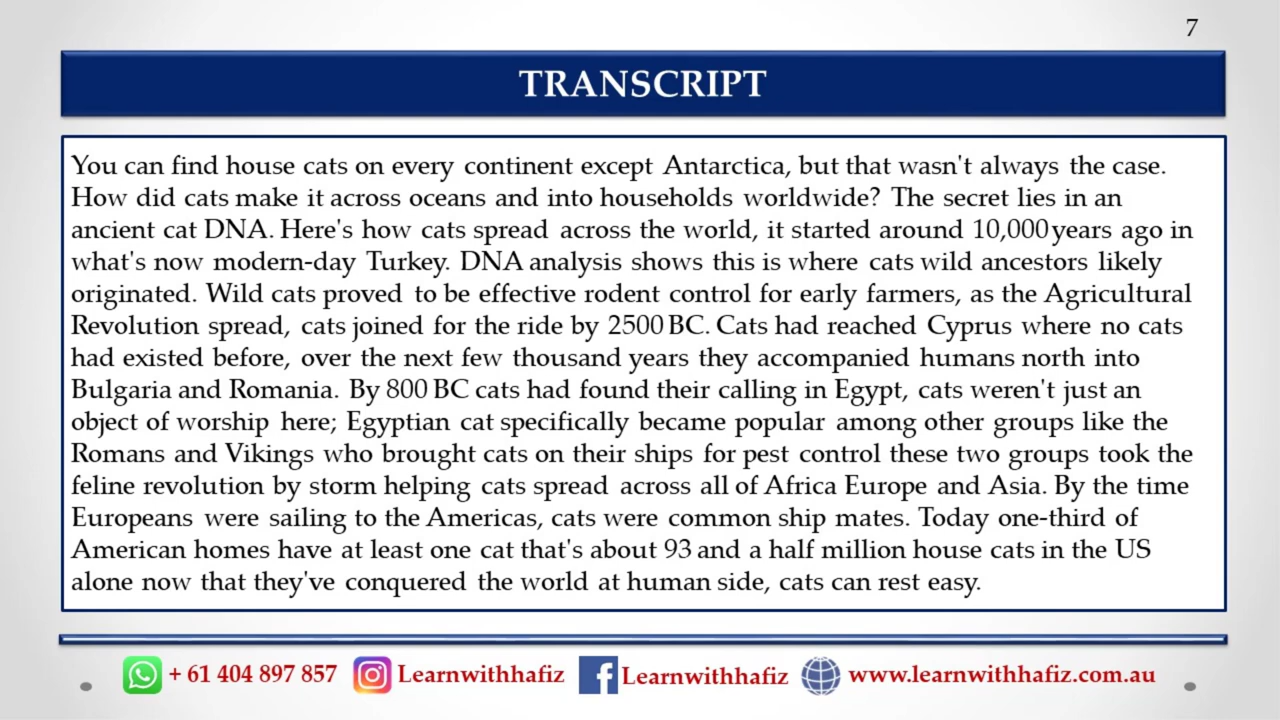 7
TRANSCRIPT
You can find house cats on every continent except Antarctica, but that wasn't always the case.
How did cats make it across oceans and into households worldwide? The secret lies in an
ancient cat DNA. Here's how cats spread across the world, it started around 10,000 years ago in
what's now modern-day Turkey. DNA analysis shows this is where cats wild ancestors likely
originated. Wild cats proved to be effective rodent control for early farmers, as the Agricultural
Revolution spread, cats joined for the ride by 2500 BC. Cats had reached Cyprus where no cats
had existed before, over the next few thousand years they accompanied humans north into
Bulgaria and Romania. By 800 BC cats had found their calling in Egypt, cats weren't just an
object of worship here; Egyptian cat specifically became popular among other groups like the
Romans and Vikings who brought cats on their ships for pest control these two groups took the
feline revolution by storm helping cats spread across all of Africa Europe and Asia. By the time
Europeans were sailing to the Americas, cats were common ship mates. Today one-third of
American homes have at least one cat that's about 93 and a half million house cats in the US
alone now that they've conquered the world at human side, cats can rest easy.
+ 61 404 897 857 Learnwithhafiz Learnwithhafiz www.learnwithhafiz.com.au